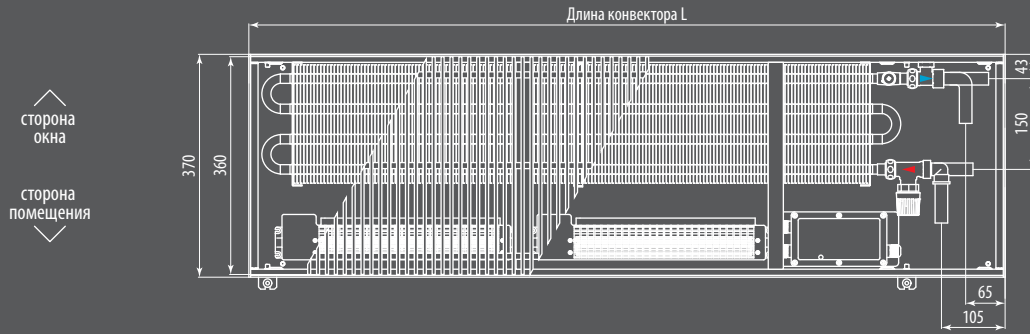 Длина конвектора L
сторона
окна
сторона
помещения
370
360
43
150
65
105